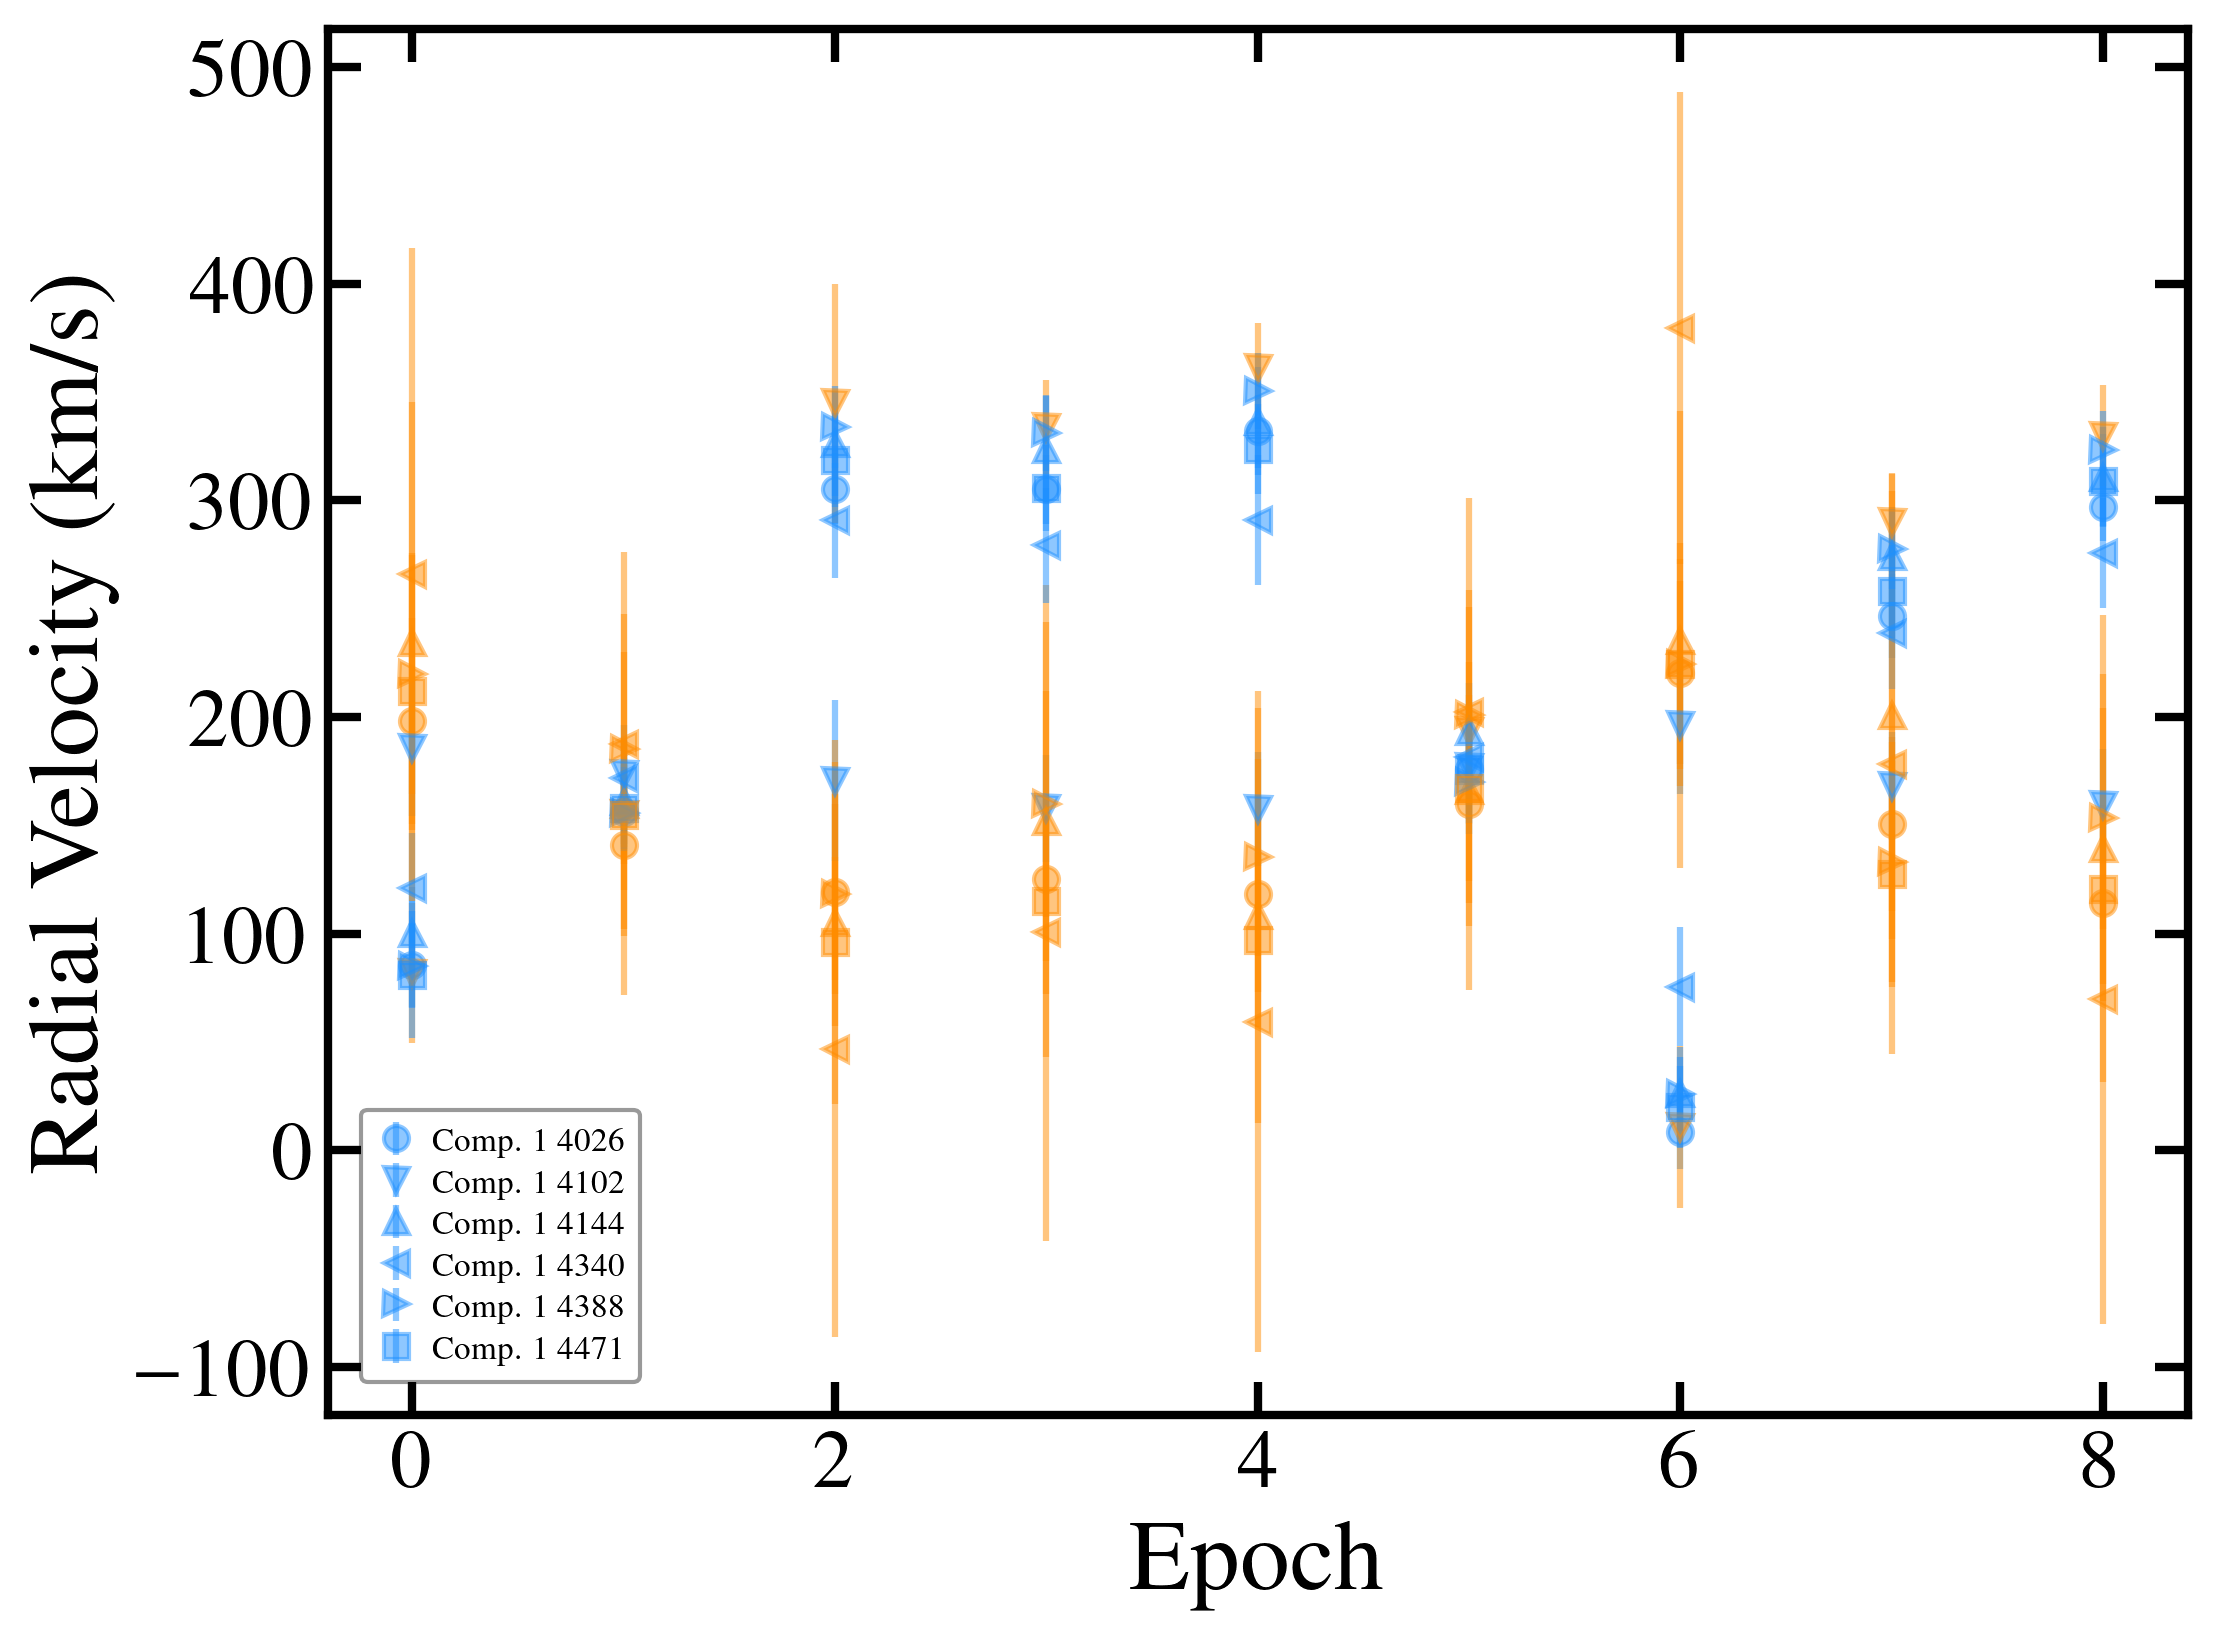 500
400
300
200
100
0
−100
Radial Velocity (km/s)
Comp. 1 4026
Comp. 1 4102
Comp. 1 4144
Comp. 1 4340
Comp. 1 4388
Comp. 1 4471
0 2 4 6 8
Epoch